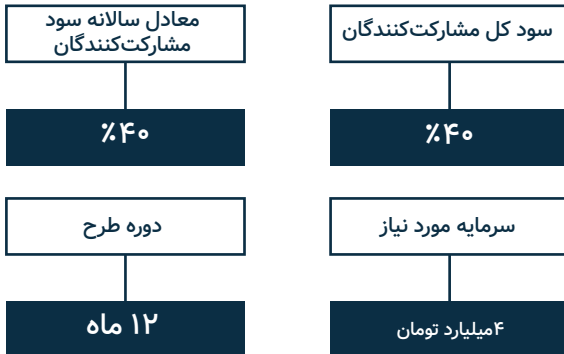 سود کل مشارکت‌کنندگان
٪۴۰
معادل سالانه سود
مشارکت‌کنندگان
٪۴۰
سرمایه مورد نیاز
۴میلیارد تومان
دوره طرح
۱۲ ماه